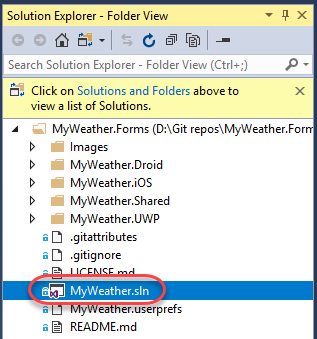 Solution Explorer - Folder View
Search Solution Explorer - Folder View (Ctrl+;)
Click on Solutions and Folders above to
view a list of Solutions.
MyWeather.Forms (D:\Git repos\MyWeather.Form
Images
MyWeather.Droid
MyWeather.iOS
MyWeather.Shared
MyWeather.UWP
.gitattributes
.gitignore
LICENSE.md
MyWeather.sln
MyWeather.userprefs
README.md